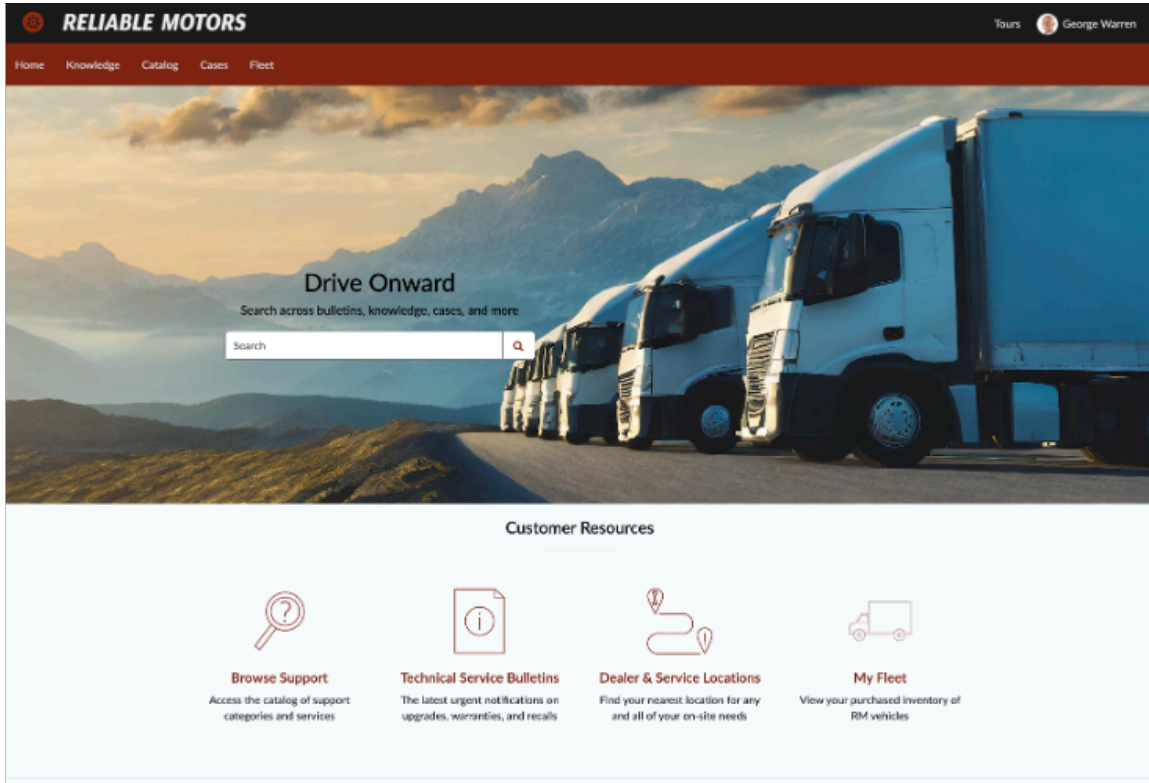 RELIABLE MOTORS
Tours
George Warren
Home
Knowledge
Catalog
Cases
Fleet
Drive Onward
Search across bulletins, knowledge, cases, and more
Search
Customer Resources
Browse Support
Access the catalog of support
categories and services
Technical Service Bulletins
The latest urgent notifications on
upgrades, warranties, and recalls
Dealer & Service Locations
Find your nearest location for any
and all of your on-site needs
My Fleet
View your purchased inventory of
RM vehicles